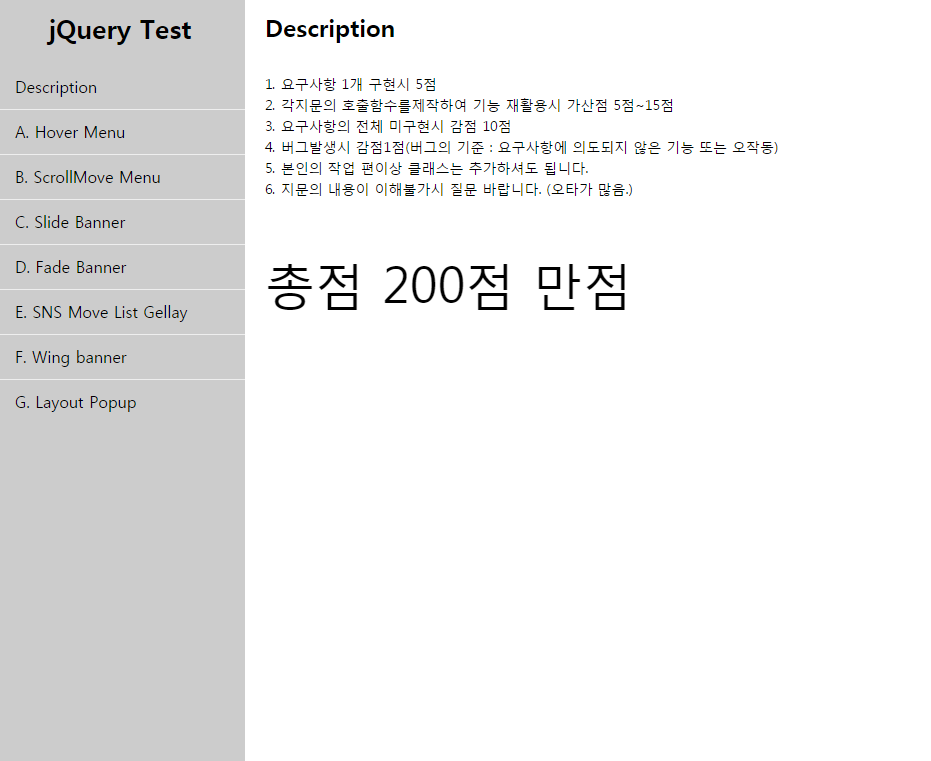 jQuery Test
Description
A. Hover Menu
B. ScrollMove Menu
C. Slide Banner
D. Fade Banner
E. SNS Move List Gellay
F. Wing banner
G. Layout Popup
Description
1. 요구사항 1개 구현시 5점
2. 각지문의 호출함수를제작하여 기능 재활용시 가산점 5점~15점
3. 요구사항의 전체 미구현시 감점 10점
4. 버그발생시 감점1점(버그의 기준 : 요구사항에 의도되지 않은 기능 또는 오작동)
5. 본인의 작업 편이상 클래스는 추가하셔도 됩니다.
6. 지문의 내용이 이해불가시 질문 바랍니다. (오타가 많음.)
총점 200점 만점